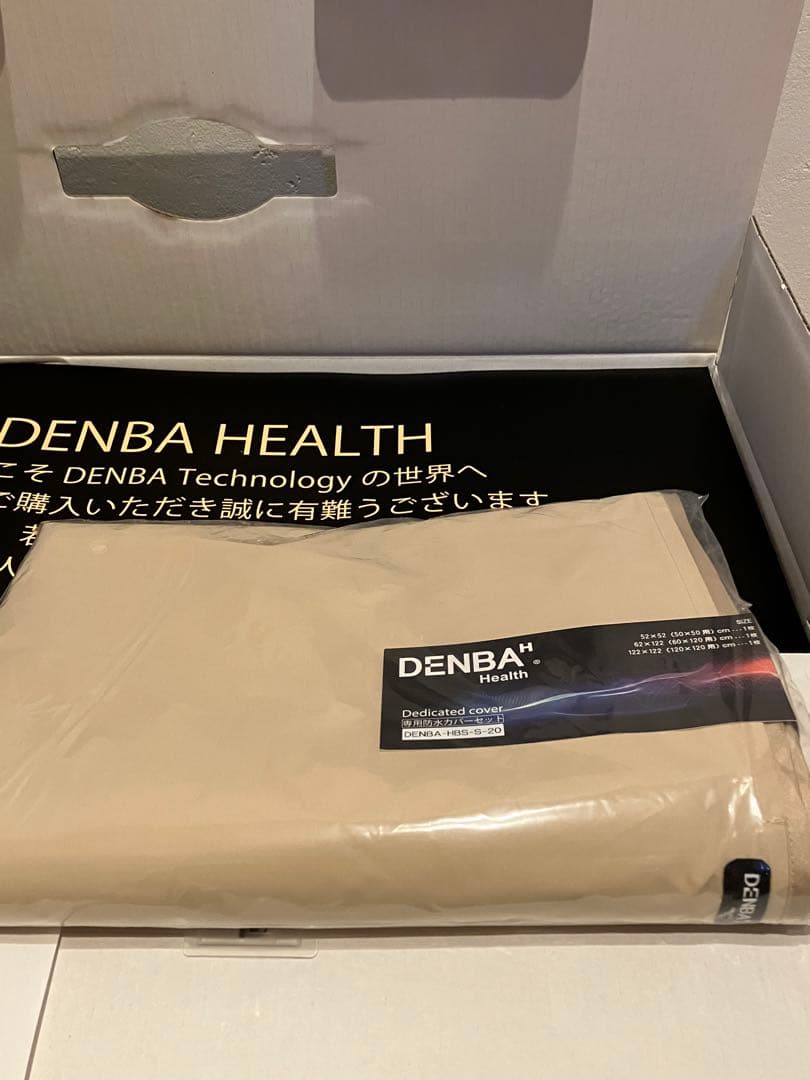 DENBA HEALTH
こそ DENBA Technology の世界へ
ご購入いただき誠に有難うございます
SIZE
52×52 (50×50用) cm---1枚
62×122 (60×120用) cm---1枚
122×122 (120×120用) cm---1枚
DENBA H ®
Health
Dedicated cover
専用防水カバーセット
DENBA-HBS-S-20
DENBA